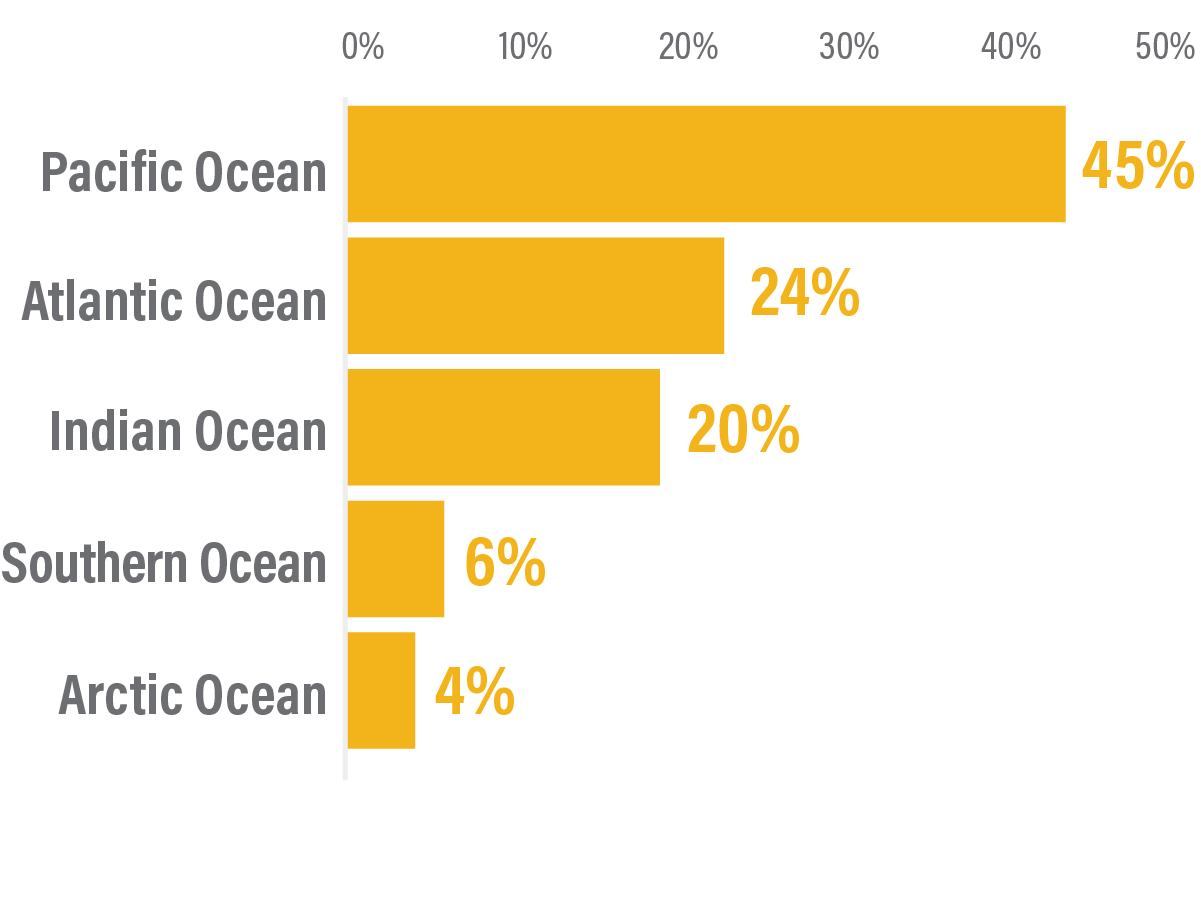 0% 10% 20% 30% 40% 50%
Pacific Ocean 45%
Atlantic Ocean 24%
Indian Ocean 20%
Southern Ocean 6%
Arctic Ocean 4%